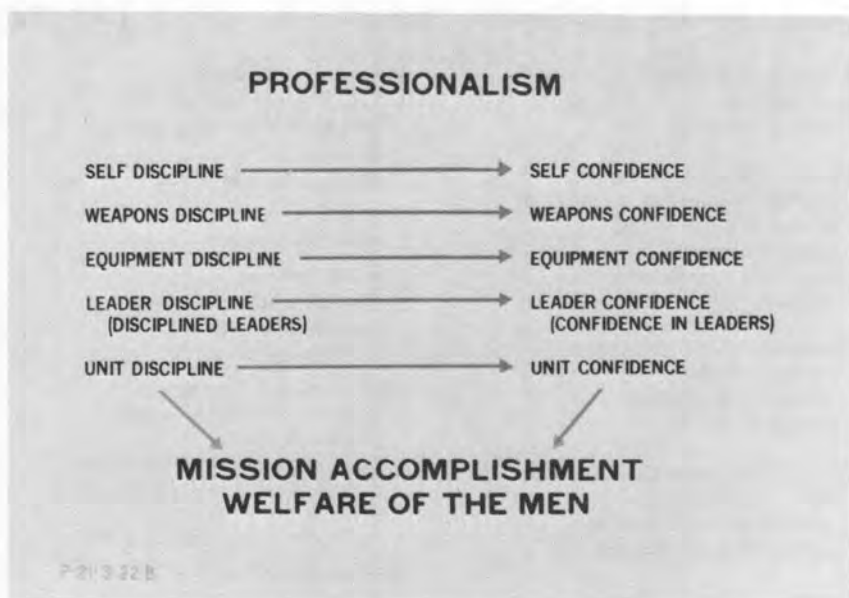 PROFESSIONALISM
SELF DISCIPLINE SELF CONFIDENCE
WEAPONS DISCIPLINE WEAPONS CONFIDENCE
EQUIPMENT DISCIPLINE EQUIPMENT CONFIDENCE
LEADER DISCIPLINE LEADER CONFIDENCE
(DISCIPLINED LEADERS) (CONFIDENCE IN LEADERS)
UNIT DISCIPLINE UNIT CONFIDENCE
MISSION ACCOMPLISHMENT
WELFARE OF THE MEN